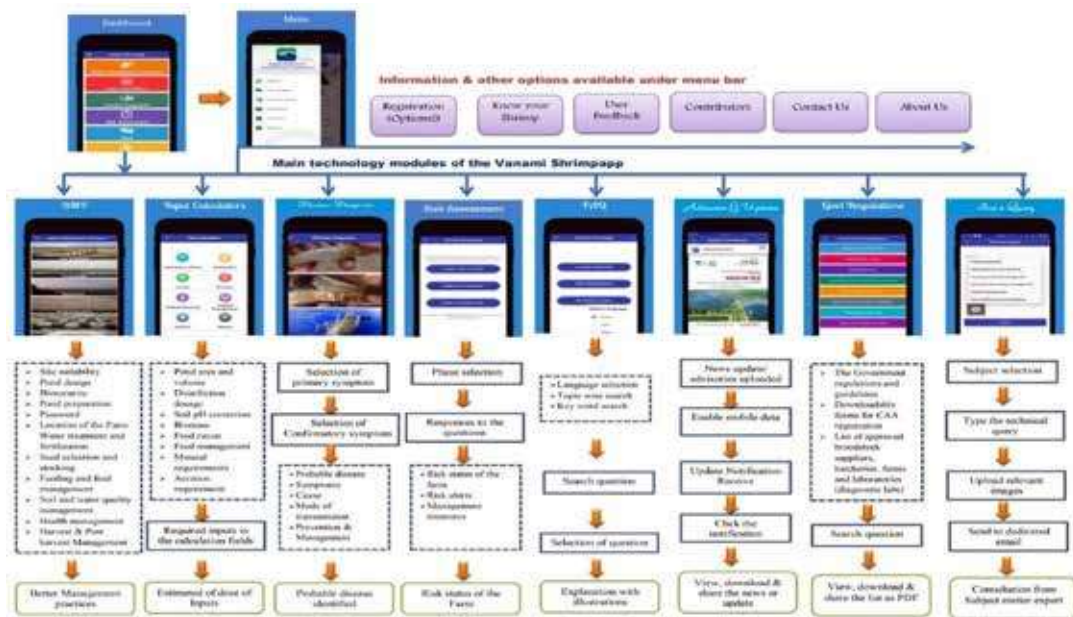 Dashboard
Menu
Information & other options available under menu bar
Registration
(Optional)
Know your
History
User
Feedback
Contributors
Contact Us
About Us
Main technology modules of the Vanami Shrimpapp
BMP
Input Calculators
Disease Diagnosis
Risk Assessment
FAQ
Advisories & Updates
Govt Regulations
Post a Query
Site suitability
Pond design
Biosecurity
Pond preparation
Location of the Farm
Water treatment and
fertilization
Seed selection and
stocking
Feeding and feed
management
Soil and water quality
management
Health management
Harvest & Post
harvest Management
Better Management
practices
Pond size and
volume
Disinfection
dosage
Soil pH correction
Biomass
Feed ration
Feed management
Mineral
requirements
Aeration
requirement
Required inputs in
the calculation fields
Estimated of dose of
Inputs
Selection of
primary symptom
Selection of
Confirmatory symptom
Probable disease
Symptoms
Cause
Mode of
transmission
Prevention &
Management
Probable disease
identified
Phase selection
Responses to the
questions
Risk status of the
farm
Risk alerts
Management
measures
Risk status of the
Farm
Language selection
Topic wise search
Key word search
Search question
Selection of question
Explanation with
illustrations
News update/
advisories uploaded
Enable mobile data
Update Notification
Receive
Click the
notification
View, download &
share the news or
update
The Government
regulations and
guidelines
Downloadable
forms for CAA
registration
List of approved
broodstock
suppliers,
hatcheries, farms
and laboratories
(diagnostic labs)
Search question
View, download &
share the list as PDF
Subject selection
Type the technical
query
Upload relevant
images
Send to dedicated
email
Consultation from
Subject matter expert